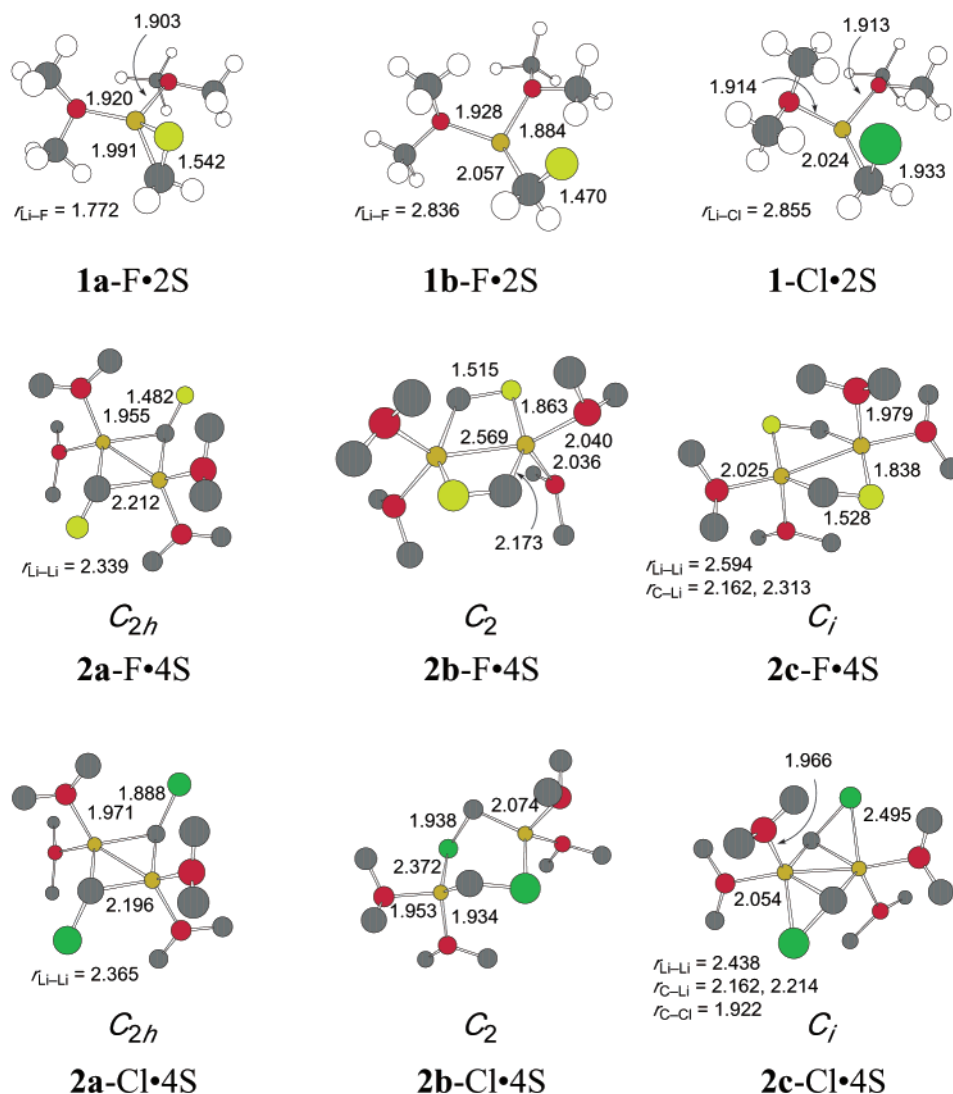 1.903
1.920
1.991
1.542
rLi–F = 1.772
1a-F•2S
1.928
1.884
2.057
1.470
rLi–F = 2.836
1b-F•2S
1.913
1.914
2.024
1.933
rLi–Cl = 2.855
1-Cl•2S
1.482
1.955
2.212
rLi–Li = 2.339
C2h
2a-F•4S
1.515
1.863
2.569
2.040
2.036
2.173
C2
2b-F•4S
1.979
2.025
1.838
1.528
rLi–Li = 2.594
rC–Li = 2.162, 2.313
Ci
2c-F•4S
1.888
1.971
2.196
rLi–Li = 2.365
C2h
2a-Cl•4S
2.074
1.938
2.372
1.953
1.934
C2
2b-Cl•4S
1.966
2.495
2.054
rLi–Li = 2.438
rC–Li = 2.162, 2.214
rC–Cl = 1.922
Ci
2c-Cl•4S